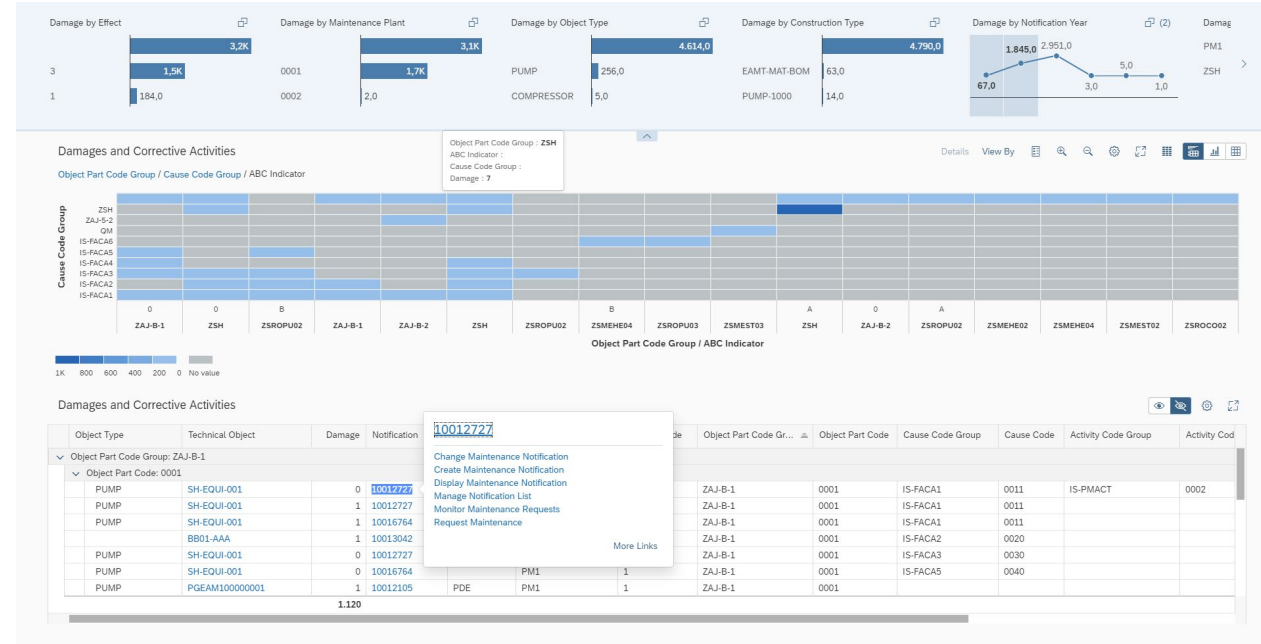 Damage by Effect
3,2K
3 1,5K
1 184,0
Damage by Maintenance Plant
3,1K
0001 1,7K
0002 2,0
Damage by Object Type
4.614,0
PUMP 256,0
COMPRESSOR 5,0
Damage by Construction Type
4.790,0
EAMT-MAT-BOM 63,0
PUMP-1000 14,0
Damage by Notification Year (2)
67,0 1.845,0 2.951,0 3,0 5,0 1,0
Damag
PM1
ZSH
Object Part Code Group : ZSH
ABC Indicator :
Cause Code Group :
Damage : 7
Damages and Corrective Activities
Details View By
Object Part Code Group / Cause Code Group / ABC Indicator
Cause Code Group
ZSH
ZAJ-5-2
QM
IS-FACA6
IS-FACA5
IS-FACA4
IS-FACA3
IS-FACA2
IS-FACA1
0 0 B B A 0 A
ZAJ-B-1 ZSH ZSROPU02 ZAJ-B-1 ZAJ-B-2 ZSH ZSROPU02 ZSMEHE04 ZSROPU03 ZSMEST03 ZSH ZAJ-B-2 ZSROPU02 ZSMEHE02 ZSMEHE04 ZSMEST02 ZSROCO02
Object Part Code Group / ABC Indicator
1K 800 600 400 200 0 No value
Damages and Corrective Activities
Object Type Technical Object Damage Notification de Object Part Code Gr... Object Part Code Cause Code Group Cause Code Activity Code Group Activity Cod
Object Part Code Group: ZAJ-B-1
Object Part Code: 0001
PUMP SH-EQUI-001 0 10012727 ZAJ-B-1 0001 IS-FACA1 0011 IS-PMACT 0002
PUMP SH-EQUI-001 1 10012727 ZAJ-B-1 0001 IS-FACA1 0011
PUMP SH-EQUI-001 1 10016764 ZAJ-B-1 0001 IS-FACA1 0011
BB01-AAA 1 10013042 ZAJ-B-1 0001 IS-FACA2 0020
PUMP SH-EQUI-001 0 10012727 ZAJ-B-1 0001 IS-FACA3 0030
PUMP SH-EQUI-001 0 10016764 PM1 1 ZAJ-B-1 0001 IS-FACA5 0040
PUMP PGEAM100000001 1 10012105 PDE PM1 1 ZAJ-B-1 0001
1.120
10012727
Change Maintenance Notification
Create Maintenance Notification
Display Maintenance Notification
Manage Notification List
Monitor Maintenance Requests
Request Maintenance
More Links